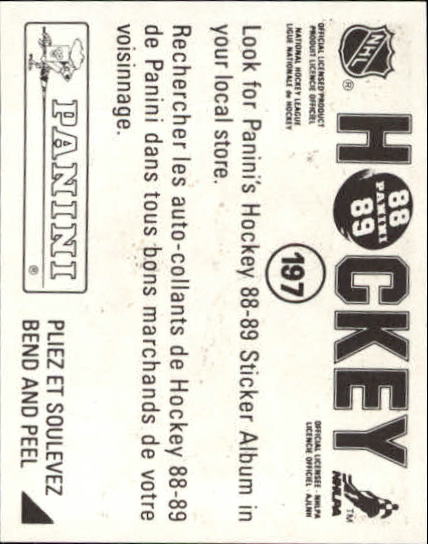 HOCKEY
88
PANINI
89
NHL
®
OFFICIAL LICENSED PRODUCT
PRODUIT LICENCIE OFFICIEL
NATIONAL HOCKEY LEAGUE
LIGUE NATIONALE de HOCKEY
197
NHLPA
TM
OFFICIAL LICENSEE - NHLPA
LICENCIE OFFICIEL - AJLNH
Look for Panini's Hockey 88-89 Sticker Album in
your local store.
Rechercher les auto-collants de Hockey 88-89
de Panini dans tous bons marchands de votre
voisinnage.
PANINI
®
PLIEZ ET SOULEVEZ
BEND AND PEEL